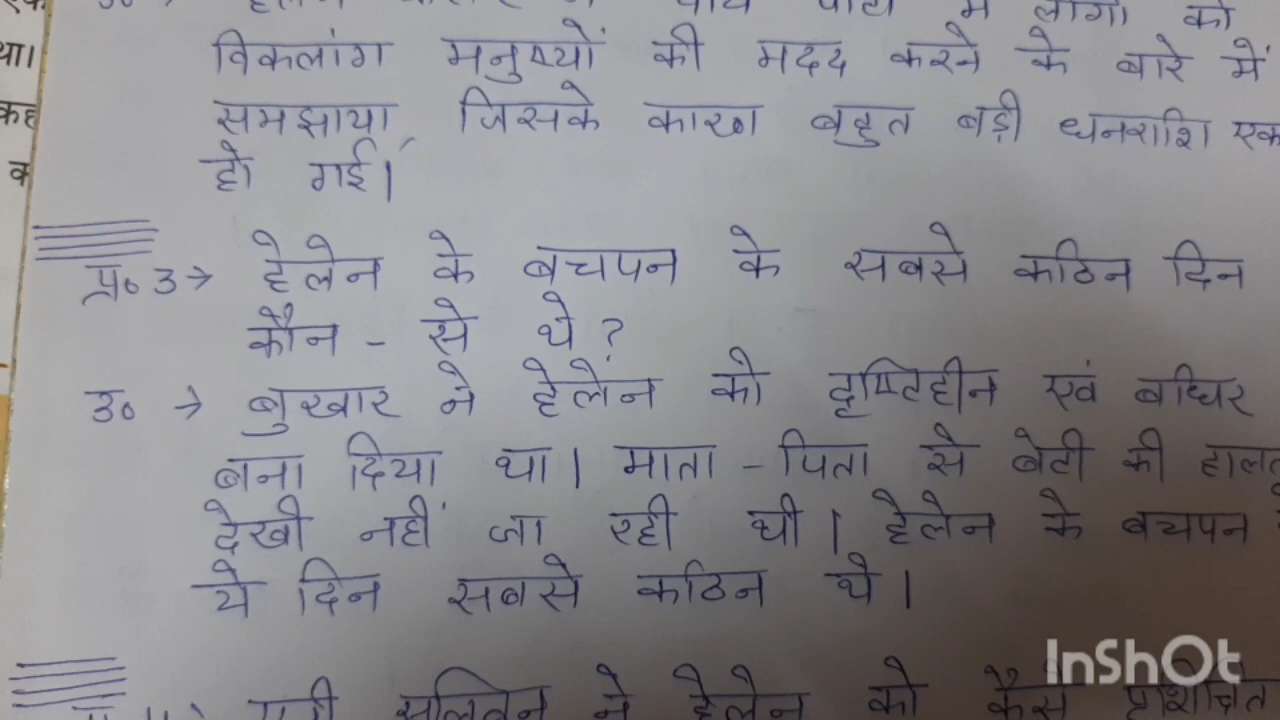 विकलांग मनुष्यों की मदद करने के बारे में
समझाया, जिसके कारण बहुत बड़ी धनराशि एक
हो गई।
प्र० 3→ हेलेन के बचपन के सबसे कठिन दिन
कौन - से थे?
उ० → बुखार ने हेलेन को दृष्टिहीन एवं बधिर
बना दिया था। माता - पिता से बेटी की हालत
देखी नहीं जा रही थी। हेलेन के बचपन
ये दिन सबसे कठिन थे।
सलिवन ने हेलेन को कैसे
InShOt